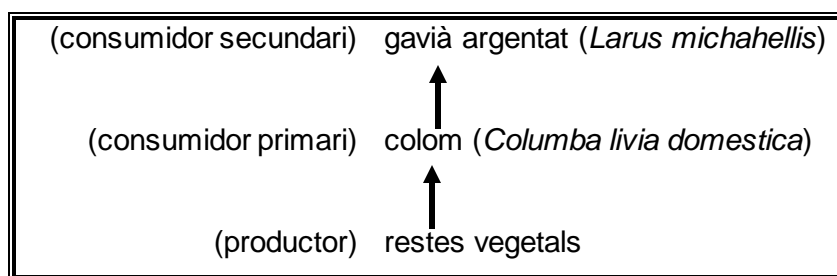 (consumidor secundari) gavià argentat (Larus michahellis)
(consumidor primari) colom (Columba livia domestica)
(productor) restes vegetals